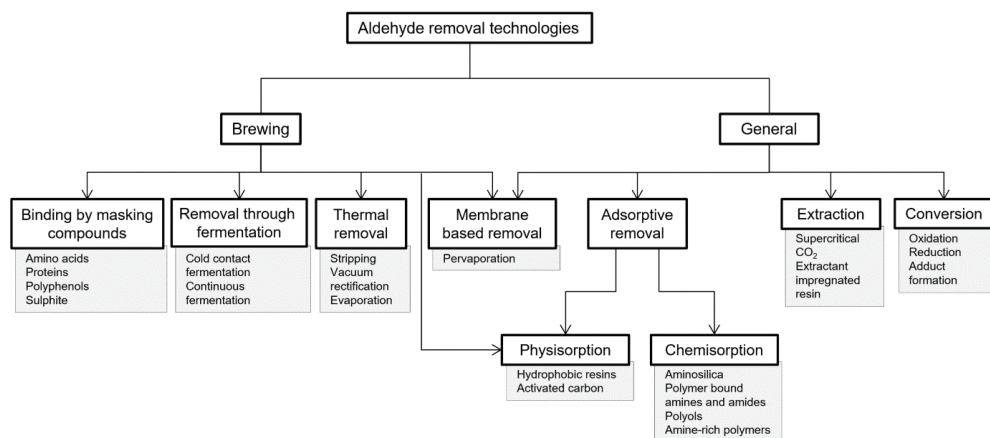 Aldehyde removal technologies
Brewing
General
Binding by masking
compounds
Amino acids
Proteins
Polyphenols
Sulphite
Removal through
fermentation
Cold contact
fermentation
Continuous
fermentation
Thermal
removal
Stripping
Vacuum
rectification
Evaporation
Membrane
based removal
Pervaporation
Adsorptive
removal
Extraction
Supercritical
CO₂
Extractant
impregnated
resin
Conversion
Oxidation
Reduction
Adduct
formation
Physisorption
Hydrophobic resins
Activated carbon
Chemisorption
Aminosilica
Polymer bound
amines and amides
Polyols
Amine-rich polymers